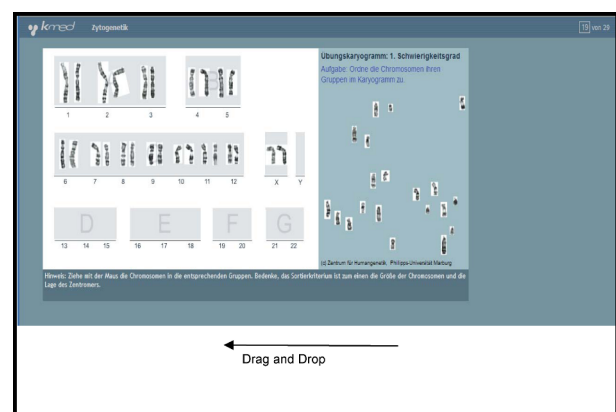 kmed Zytogenetik 19 von 29
Übungskaryogramm: 1. Schwierigkeitsgrad
Aufgabe: Ordne die Chromosomen ihren
Gruppen im Karyogramm zu.
1 2 3 4 5
6 7 8 9 10 11 12 X Y
D E F G
13 14 15 16 17 18 19 20 21 22
(c) Zentrum für Humangenetik, Philipps-Universität Marburg
Hinweis: Ziehe mit der Maus die Chromosomen in die entsprechenden Gruppen. Bedenke, das Sortierkriterium ist zum einen die Größe der Chromosomen und die
Lage des Zentromers.
Drag and Drop